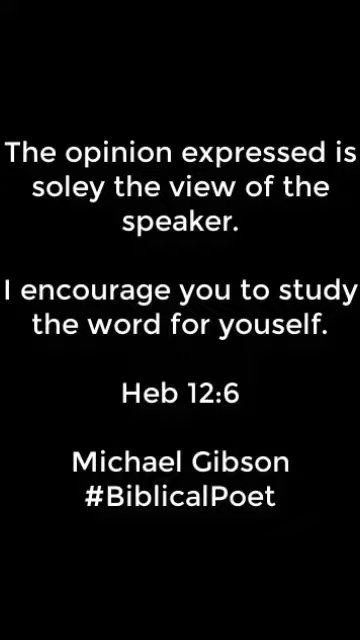 The opinion expressed is
soley the view of the
speaker.
I encourage you to study
the word for youself.
Heb 12:6
Michael Gibson
#BiblicalPoet